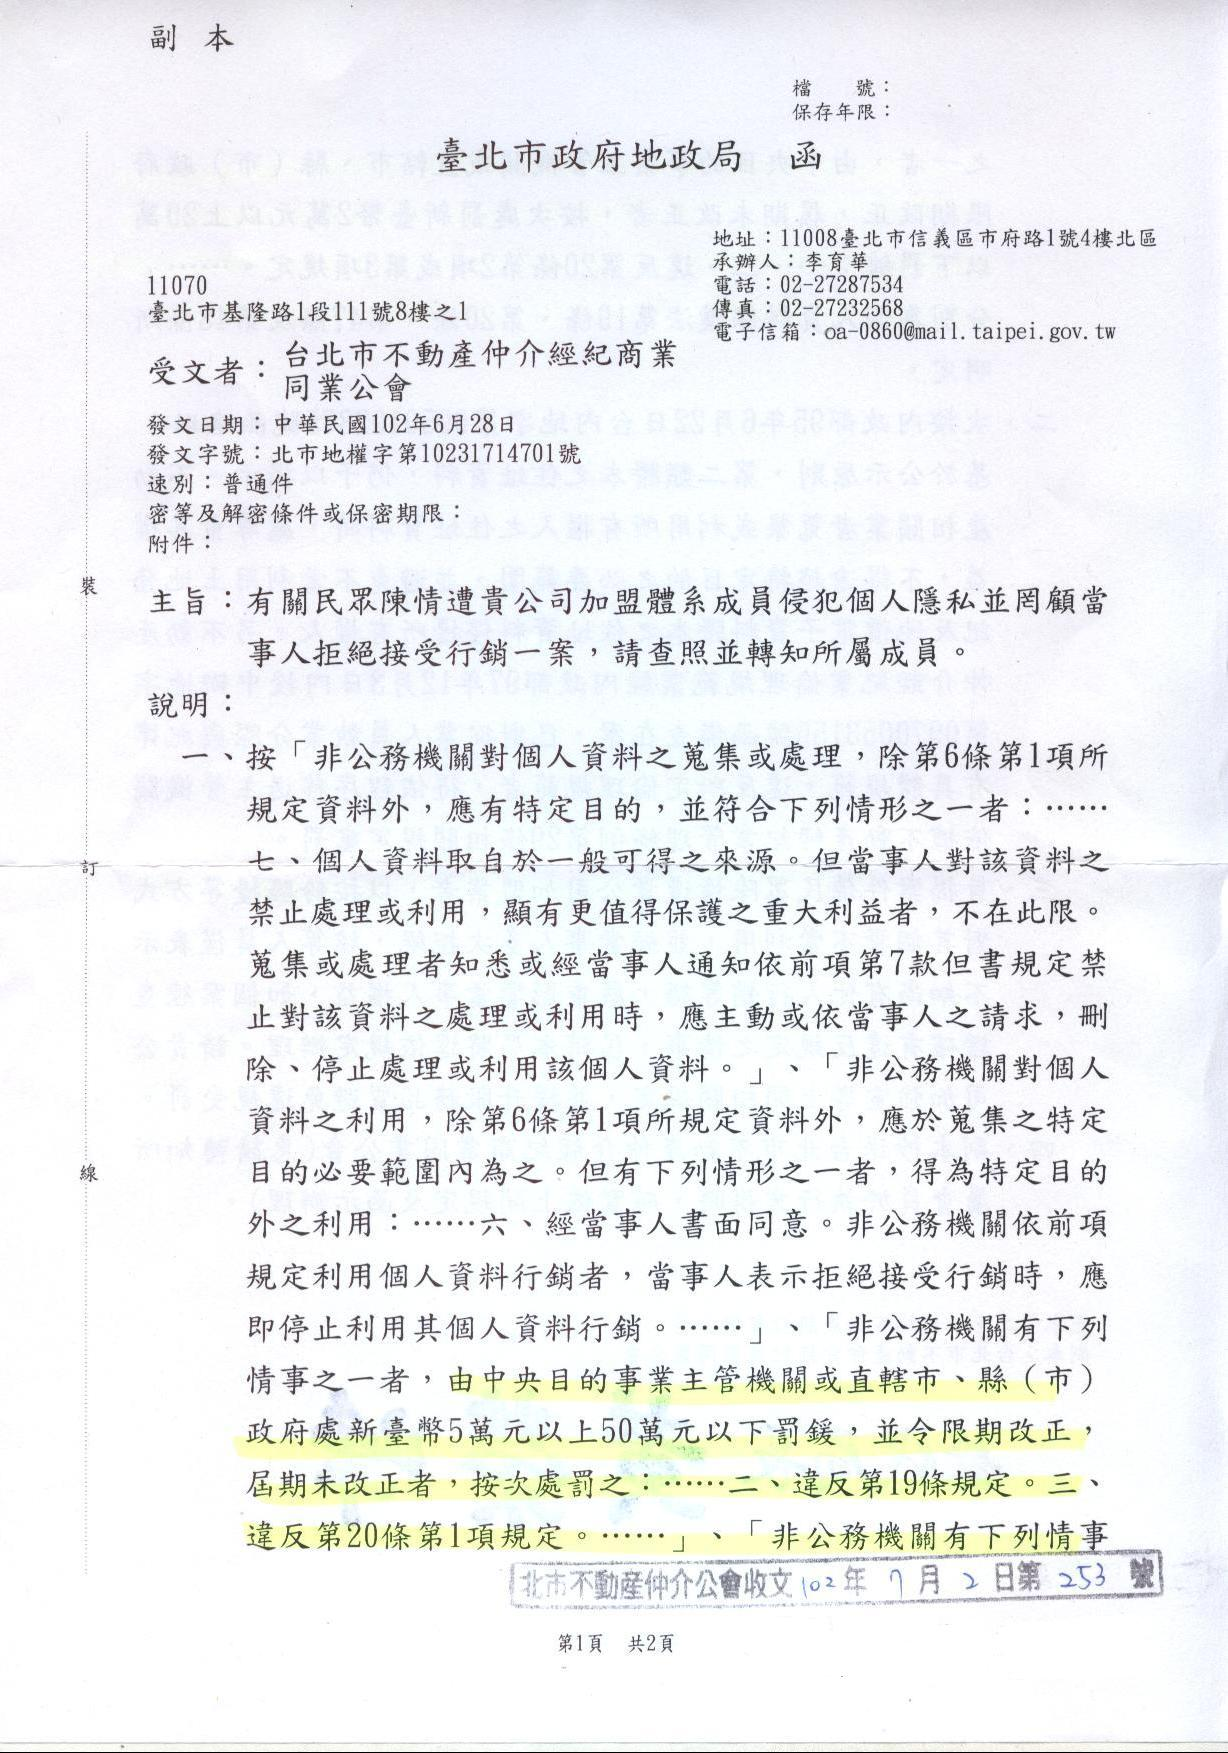 副　本
檔　　號：
保存年限：
臺北市政府地政局　函
地址：11008臺北市信義區市府路1號4樓北區
承辦人：李育華
電話：02-27287534
傳真：02-27232568
電子信箱：oa-0860@mail.taipei.gov.tw
11070
臺北市基隆路1段111號8樓之1
受文者：台北市不動產仲介經紀商業
同業公會
發文日期：中華民國102年6月28日
發文字號：北市地權字第10231714701號
速別：普通件
密等及解密條件或保密期限：
附件：
主旨：有關民眾陳情遭貴公司加盟體系成員侵犯個人隱私並罔顧當
事人拒絕接受行銷一案，請查照並轉知所屬成員。
說明：
一、按「非公務機關對個人資料之蒐集或處理，除第6條第1項所
規定資料外，應有特定目的，並符合下列情形之一者：……
七、個人資料取自於一般可得之來源。但當事人對該資料之
禁止處理或利用，顯有更值得保護之重大利益者，不在此限。
蒐集或處理者知悉或經當事人通知依前項第7款但書規定禁
止對該資料之處理或利用時，應主動或依當事人之請求，刪
除、停止處理或利用該個人資料。」、「非公務機關對個人
資料之利用，除第6條第1項所規定資料外，應於蒐集之特定
目的必要範圍內為之。但有下列情形之一者，得為特定目的
外之利用：……六、經當事人書面同意。非公務機關依前項
規定利用個人資料行銷者，當事人表示拒絕接受行銷時，應
即停止利用其個人資料行銷。……」、「非公務機關有下列
情事之一者，由中央目的事業主管機關或直轄市、縣（市）
政府處新臺幣5萬元以上50萬元以下罰鍰，並令限期改正，
屆期未改正者，按次處罰之：……二、違反第19條規定。三、
違反第20條第1項規定。……」、「非公務機關有下列情事
裝
訂
線
北市不動産仲介公會收文102年7月2日第253號
第1頁　共2頁